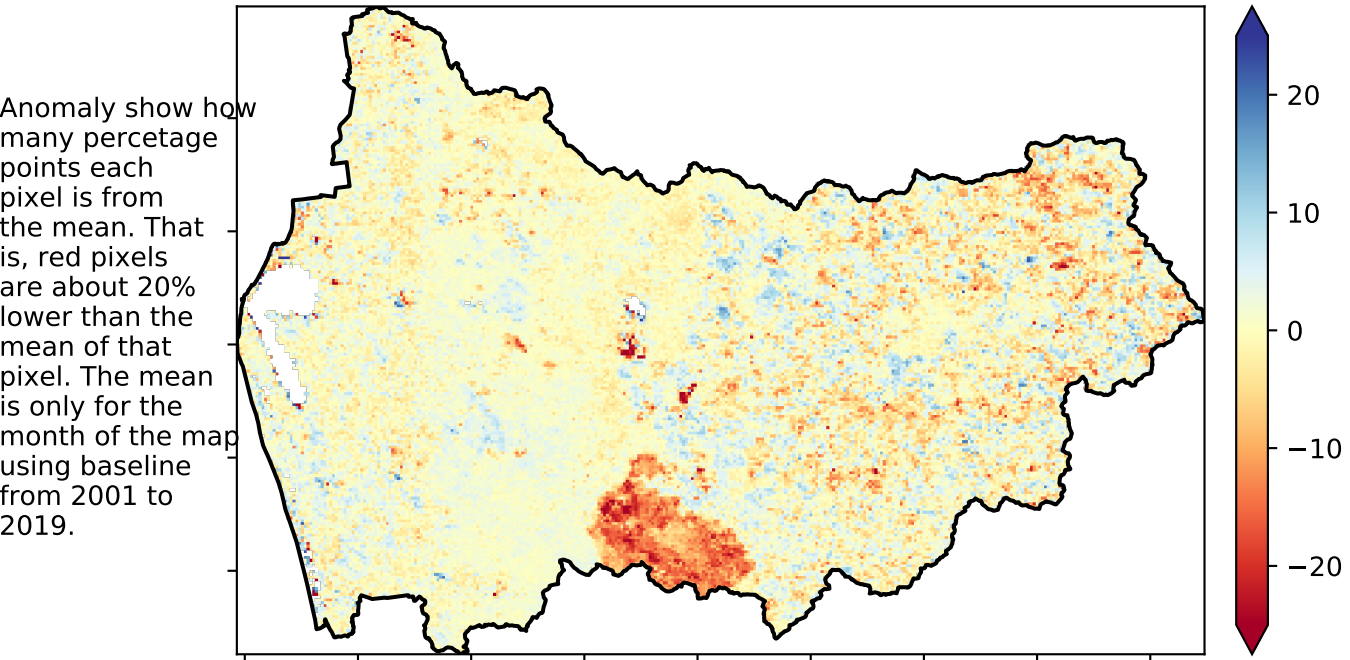 Anomaly show how
many percetage
points each
pixel is from
the mean. That
is, red pixels
are about 20%
lower than the
mean of that
pixel. The mean
is only for the
month of the map
using baseline
from 2001 to
2019.
20
10
0
−10
−20